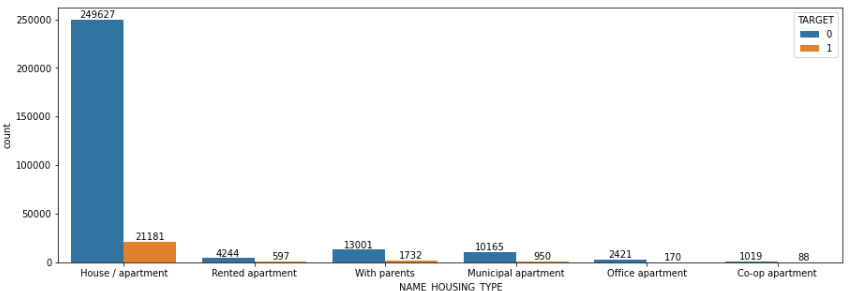 249627
250000
TARGET
0
1
200000
150000
count
100000
50000
21181
4244
597
13001
1732
10165
950
2421
170
1019
88
0
House / apartment
Rented apartment
With parents
Municipal apartment
Office apartment
Co-op apartment
NAME_HOUSING_TYPE